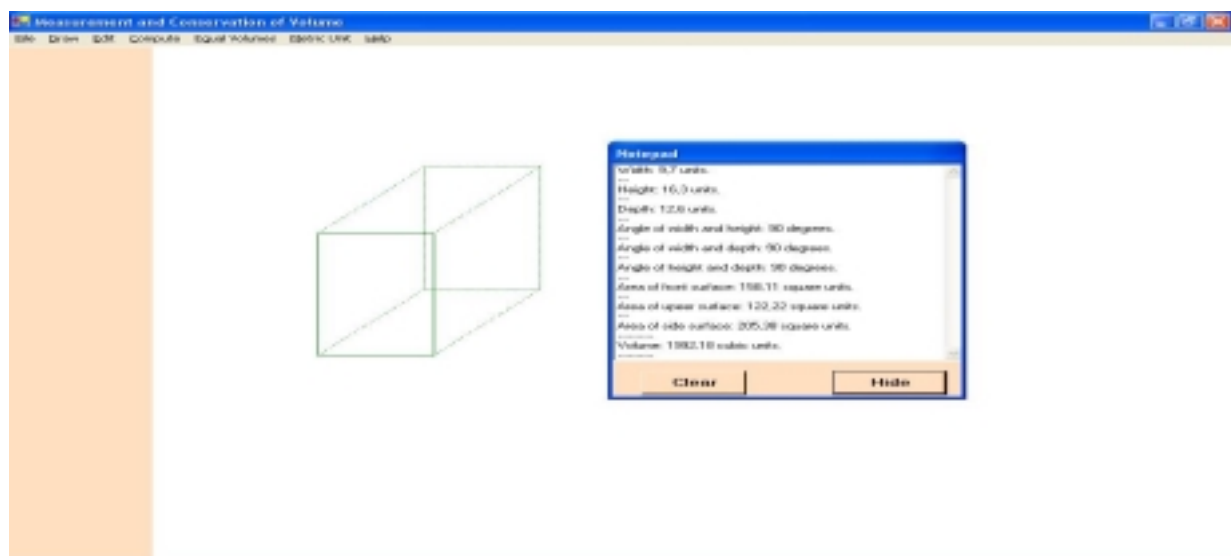 Measurement and Conservation of Volume
File Draw Edit Compute Equal Volumes Metric Unit Help
Notepad
Width: 9,7 units.
---
Height: 16,3 units.
---
Depth: 12,6 units.
---
Angle of width and height: 90 degrees.
---
Angle of width and depth: 90 degrees.
---
Angle of height and depth: 90 degrees.
---
Area of front surface: 158,11 square units.
---
Area of upper surface: 122,22 square units.
---
Area of side surface: 205,38 square units.
------
Volume: 1992,18 cubic units.
------
Clear Hide